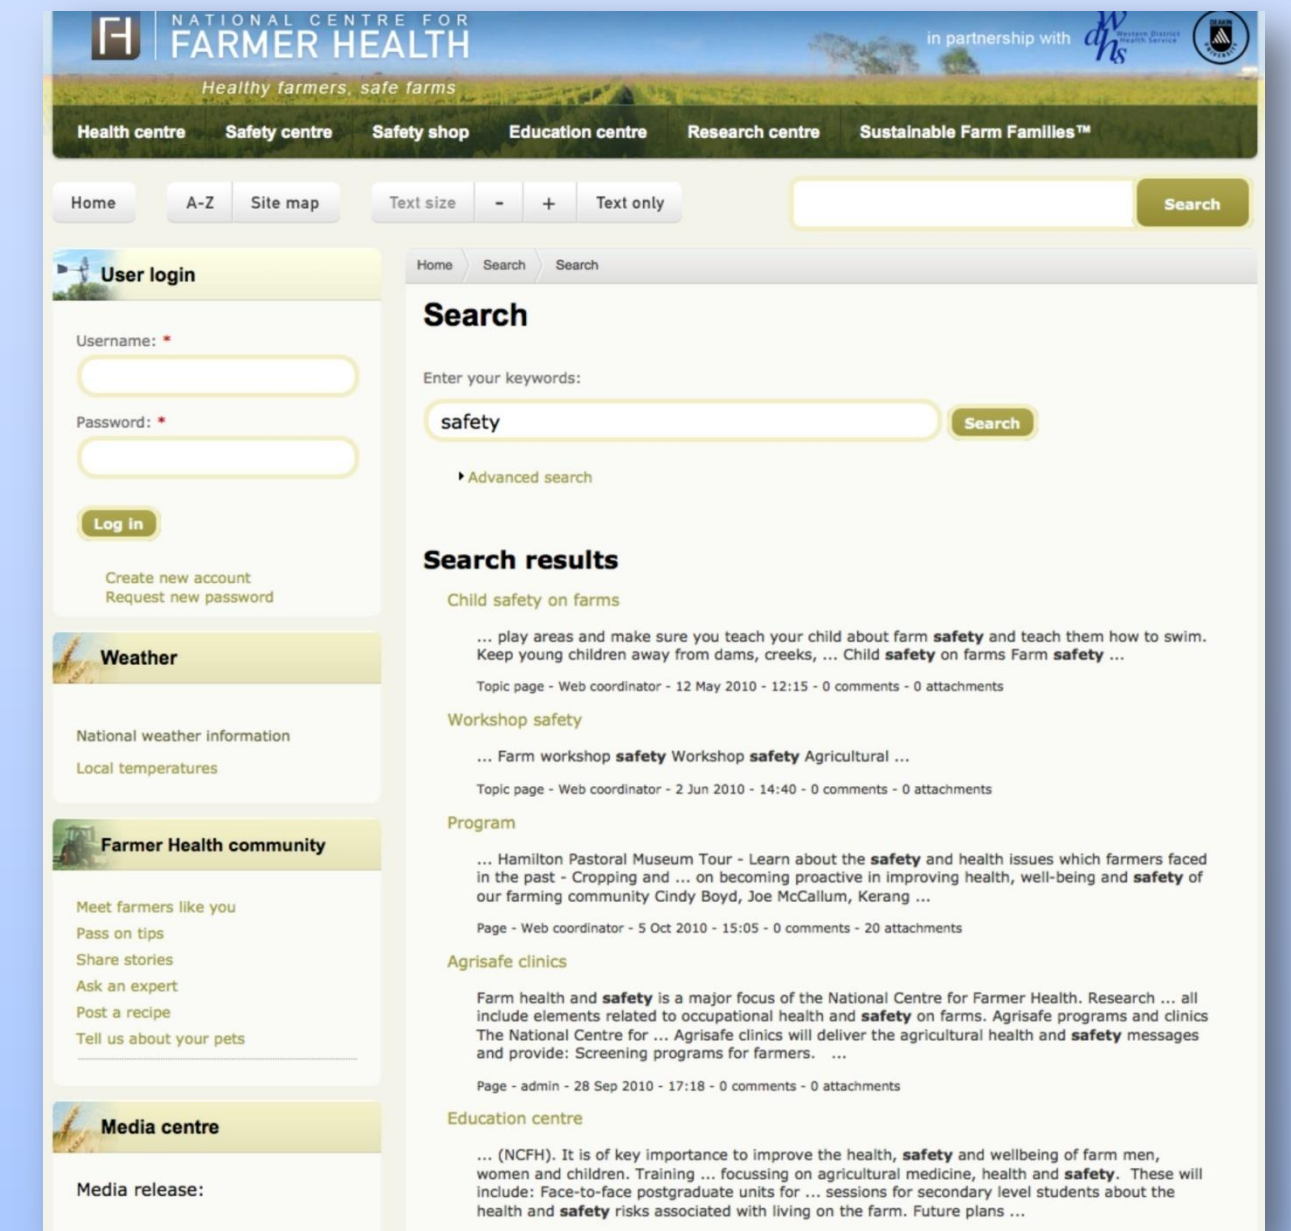 NATIONAL CENTRE FOR
FARMER HEALTH
Healthy farmers, safe farms
in partnership with
wdhs Western District
Health Service
DEAKIN
UNIVERSITY
Health centre Safety centre Safety shop Education centre Research centre Sustainable Farm Families™
Home A-Z Site map Text size - + Text only Search
User login
Username: *
Password: *
Log in
Create new account
Request new password
Weather
National weather information
Local temperatures
Farmer Health community
Meet farmers like you
Pass on tips
Share stories
Ask an expert
Post a recipe
Tell us about your pets
Media centre
Media release:
Home Search Search
Search
Enter your keywords:
safety Search
Advanced search
Search results
Child safety on farms
... play areas and make sure you teach your child about farm safety and teach them how to swim.
Keep young children away from dams, creeks, ... Child safety on farms Farm safety ...
Topic page - Web coordinator - 12 May 2010 - 12:15 - 0 comments - 0 attachments
Workshop safety
... Farm workshop safety Workshop safety Agricultural ...
Topic page - Web coordinator - 2 Jun 2010 - 14:40 - 0 comments - 0 attachments
Program
... Hamilton Pastoral Museum Tour - Learn about the safety and health issues which farmers faced
in the past - Cropping and ... on becoming proactive in improving health, well-being and safety of
our farming community Cindy Boyd, Joe McCallum, Kerang ...
Page - Web coordinator - 5 Oct 2010 - 15:05 - 0 comments - 20 attachments
Agrisafe clinics
Farm health and safety is a major focus of the National Centre for Farmer Health. Research ... all
include elements related to occupational health and safety on farms. Agrisafe programs and clinics
The National Centre for ... Agrisafe clinics will deliver the agricultural health and safety messages
and provide: Screening programs for farmers. ...
Page - admin - 28 Sep 2010 - 17:18 - 0 comments - 0 attachments
Education centre
... (NCFH). It is of key importance to improve the health, safety and wellbeing of farm men,
women and children. Training ... focussing on agricultural medicine, health and safety. These will
include: Face-to-face postgraduate units for ... sessions for secondary level students about the
health and safety risks associated with living on the farm. Future plans ...